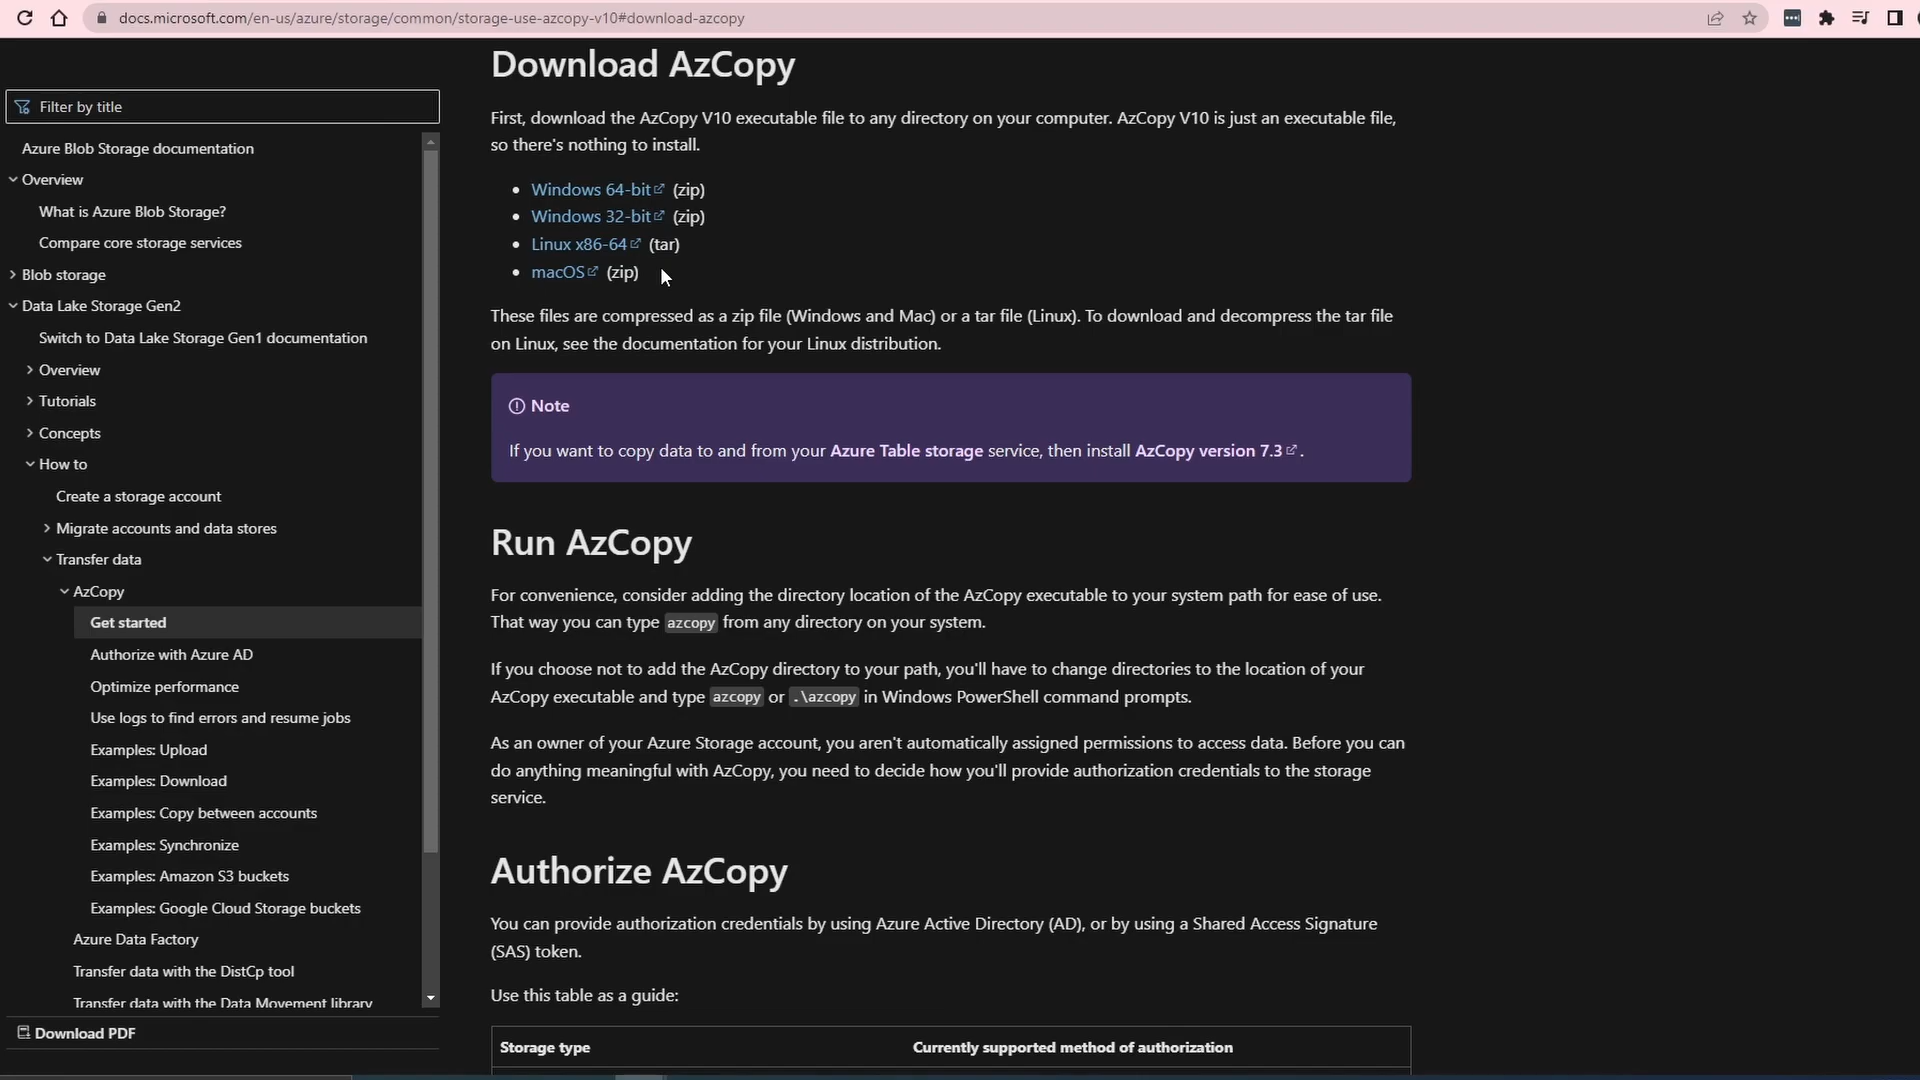 docs.microsoft.com/en-us/azure/storage/common/storage-use-azcopy-v10#download-azcopy
Filter by title
Azure Blob Storage documentation
Overview
What is Azure Blob Storage?
Compare core storage services
Blob storage
Data Lake Storage Gen2
Switch to Data Lake Storage Gen1 documentation
Overview
Tutorials
Concepts
How to
Create a storage account
Migrate accounts and data stores
Transfer data
AzCopy
Get started
Authorize with Azure AD
Optimize performance
Use logs to find errors and resume jobs
Examples: Upload
Examples: Download
Examples: Copy between accounts
Examples: Synchronize
Examples: Amazon S3 buckets
Examples: Google Cloud Storage buckets
Azure Data Factory
Transfer data with the DistCp tool
Transfer data with the Data Movement library
Download PDF
Download AzCopy
First, download the AzCopy V10 executable file to any directory on your computer. AzCopy V10 is just an executable file,
so there's nothing to install.
• Windows 64-bit (zip)
• Windows 32-bit (zip)
• Linux x86-64 (tar)
• macOS (zip)
These files are compressed as a zip file (Windows and Mac) or a tar file (Linux). To download and decompress the tar file
on Linux, see the documentation for your Linux distribution.
Note
If you want to copy data to and from your Azure Table storage service, then install AzCopy version 7.3.
Run AzCopy
For convenience, consider adding the directory location of the AzCopy executable to your system path for ease of use.
That way you can type azcopy from any directory on your system.
If you choose not to add the AzCopy directory to your path, you'll have to change directories to the location of your
AzCopy executable and type azcopy or .\azcopy in Windows PowerShell command prompts.
As an owner of your Azure Storage account, you aren't automatically assigned permissions to access data. Before you can
do anything meaningful with AzCopy, you need to decide how you'll provide authorization credentials to the storage
service.
Authorize AzCopy
You can provide authorization credentials by using Azure Active Directory (AD), or by using a Shared Access Signature
(SAS) token.
Use this table as a guide:
Storage type Currently supported method of authorization